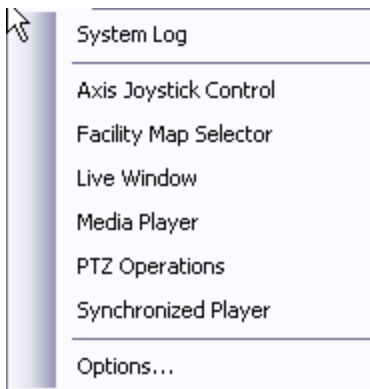 System Log
Axis Joystick Control
Facility Map Selector
Live Window
Media Player
PTZ Operations
Synchronized Player
Options...